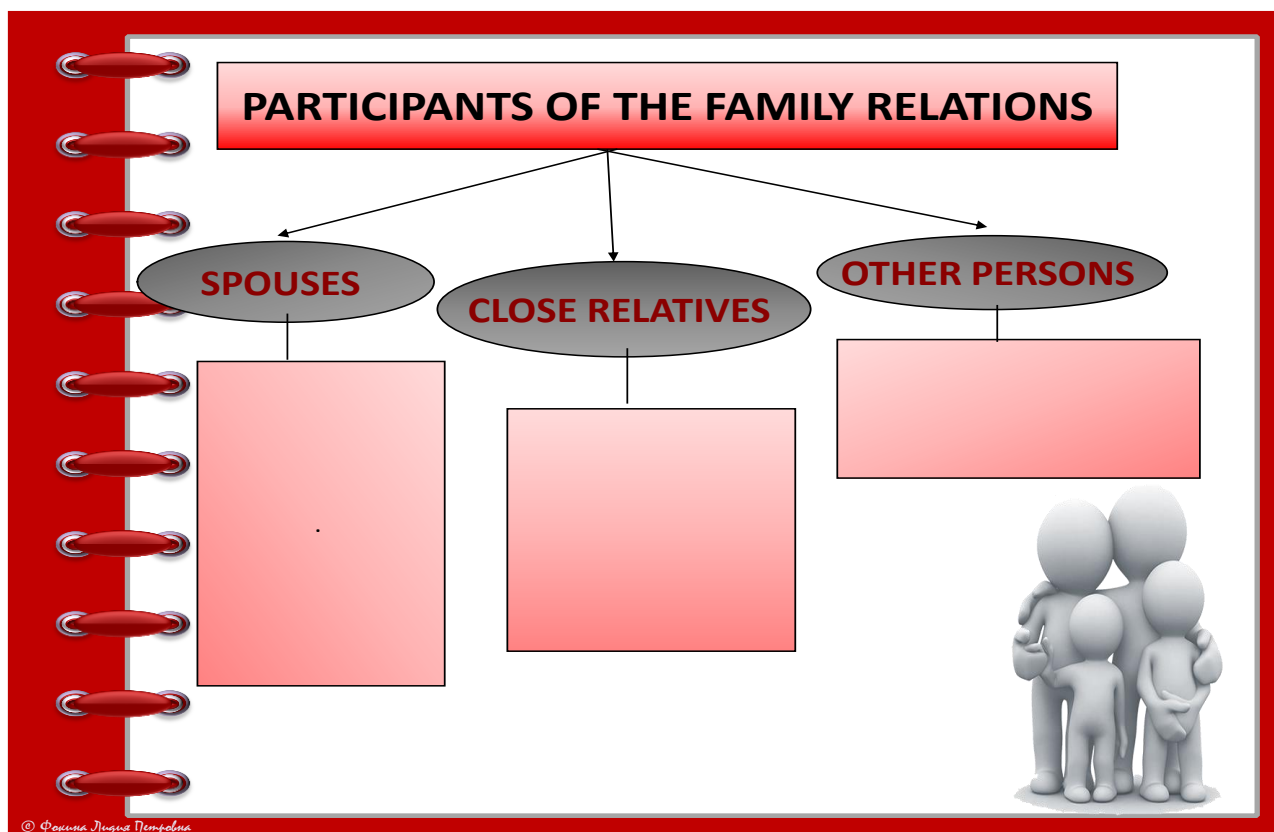 PARTICIPANTS OF THE FAMILY RELATIONS
SPOUSES
CLOSE RELATIVES
OTHER PERSONS
.
© Фокина Лидия Петровна